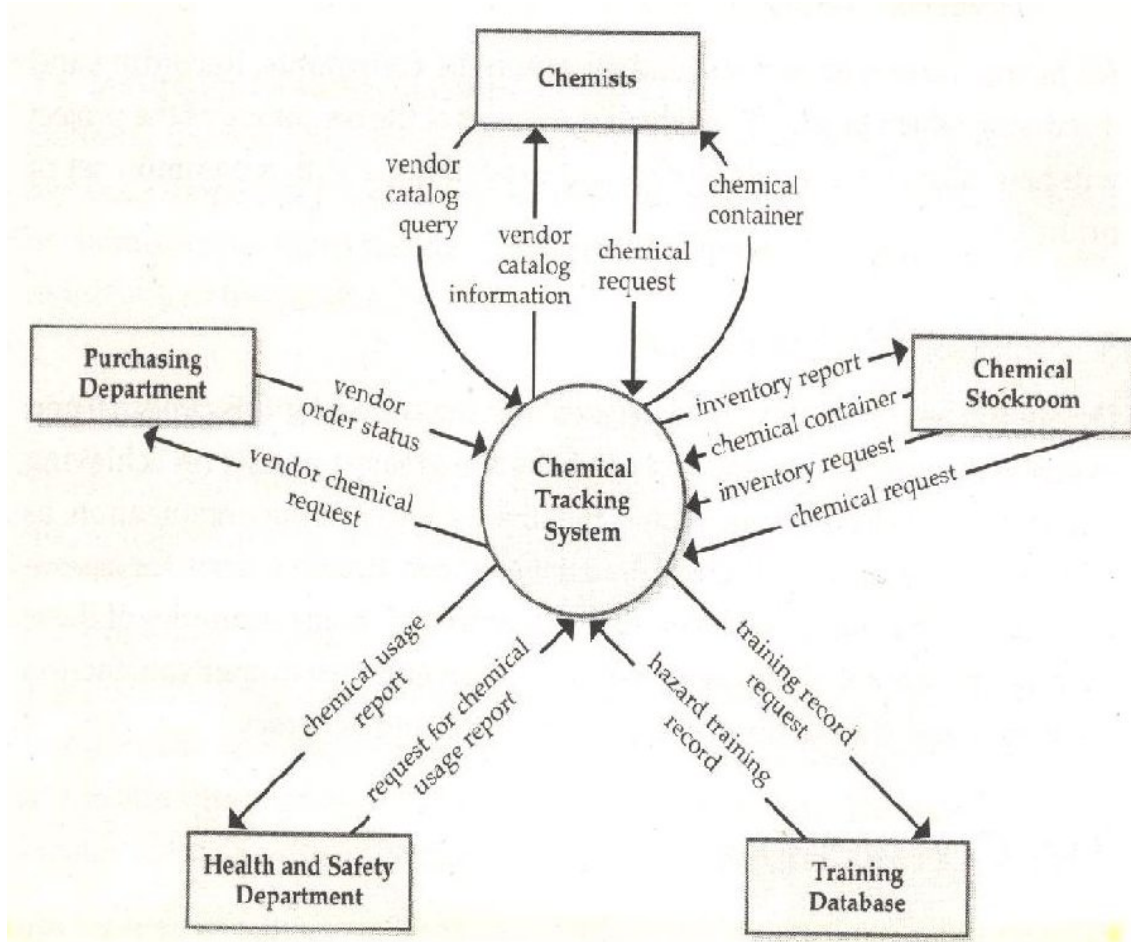 Chemists
vendor
catalog
query
vendor
catalog
information
chemical
request
chemical
container
Purchasing
Department
vendor
order status
vendor chemical
request
Chemical
Tracking
System
inventory report
chemical container
inventory request
chemical request
Chemical
Stockroom
chemical usage
report
request for chemical
usage report
hazard training
record
training record
request
Health and Safety
Department
Training
Database